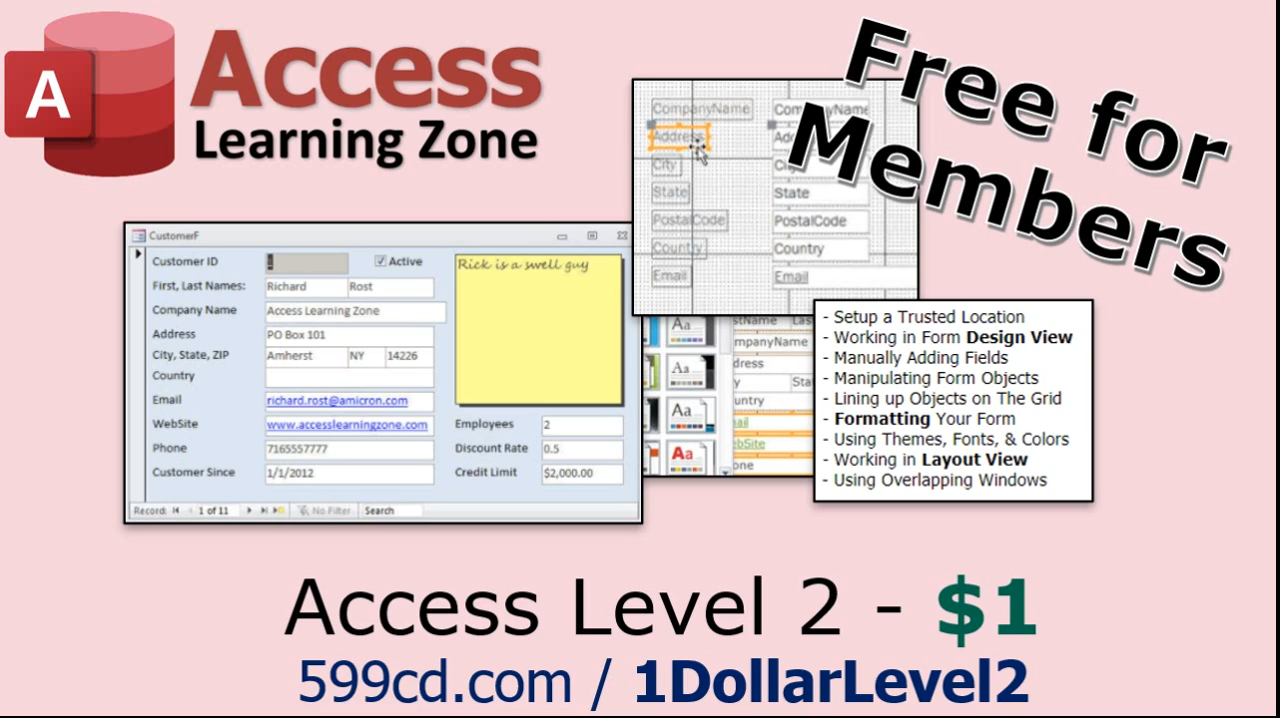 A
Access
Learning Zone
Free for
Members
CompanyName CompanyName
Address
City
State State
PostalCode PostalCode
Country Country
Email Email
CustomerF
Customer ID Active
First, Last Names: Richard Rost
Company Name Access Learning Zone
Address PO Box 101
City, State, ZIP Amherst NY 14226
Country
Email richard.rost@amicron.com
WebSite www.accesslearningzone.com
Phone 7165557777
Customer Since 1/1/2012
Rick is a swell guy
Employees 2
Discount Rate 0.5
Credit Limit $2,000.00
Record: 1 of 11 No Filter Search
Aa
Aa
Aa
Aa
- Setup a Trusted Location
- Working in Form Design View
- Manually Adding Fields
- Manipulating Form Objects
- Lining up Objects on The Grid
- Formatting Your Form
- Using Themes, Fonts, & Colors
- Working in Layout View
- Using Overlapping Windows
Access Level 2 - $1
599cd.com / 1DollarLevel2